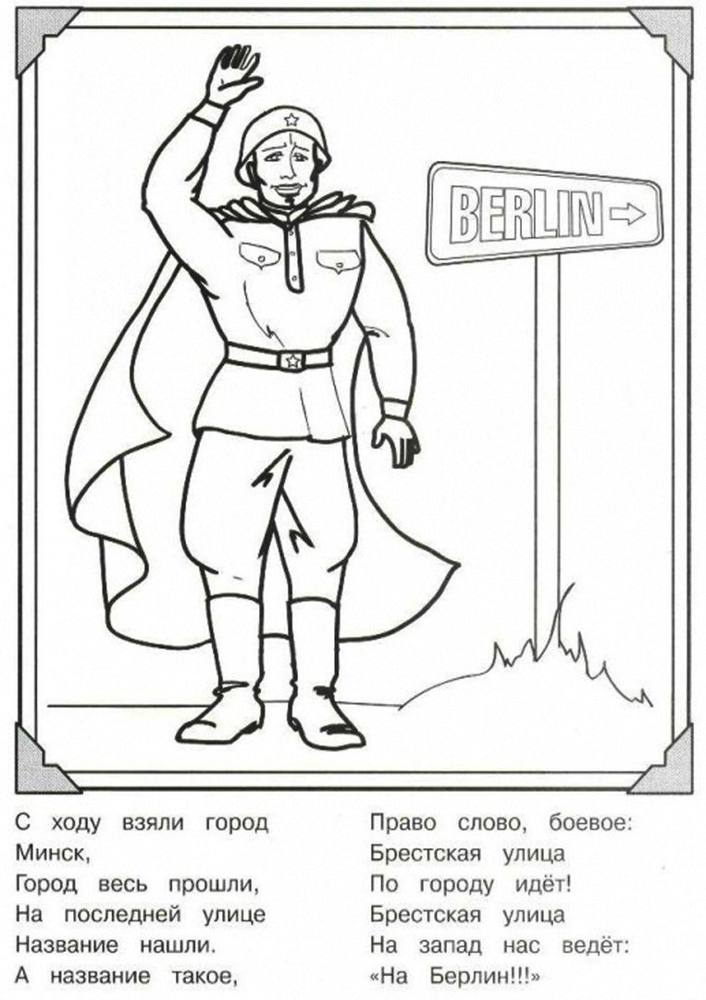 BERLIN
С ходу взяли город
Минск,
Город весь прошли,
На последней улице
Название нашли.
А название такое,
Право слово, боевое:
Брестская улица
По городу идёт!
Брестская улица
На запад нас ведёт:
«На Берлин!!!»